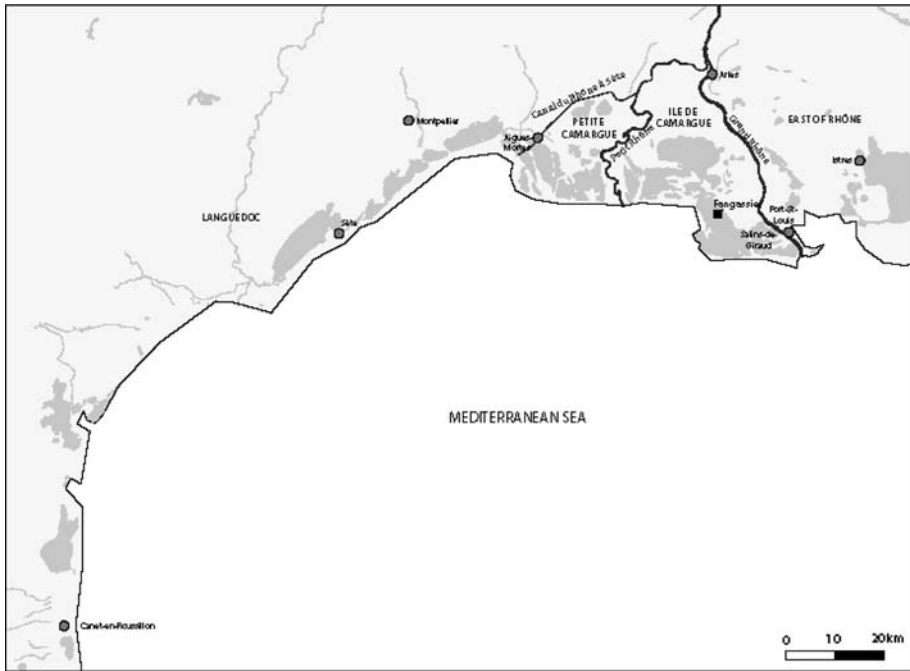 Arles
Canal du Rhône à Sète
ILE DE
CAMARGUE
Montpellier
PETITE
CAMARGUE
Grand Rhône
EAST OF RHÔNE
Aigues-
Mortes
Petit Rhône
Istres
LANGUEDOC
Fangassier
Port-St-
Louis
Sète
Salins-de-
Giraud
MEDITERRANEAN SEA
Canet-en-Roussillon
0 10 20km